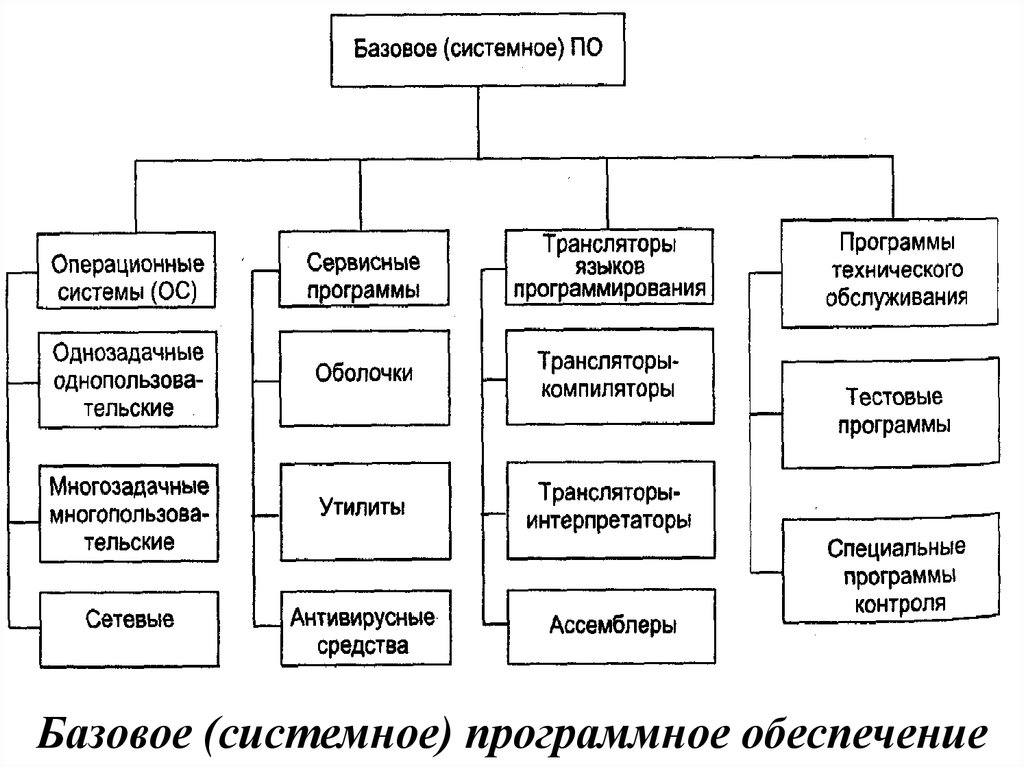 Базовое (системное) ПО
Операционные
системы (ОС)
Однозадачные
однопользова-
тельские
Многозадачные
многопользова-
тельские
Сетевые
Сервисные
программы
Оболочки
Утилиты
Антивирусные
средства
Трансляторы
языков
программирования
Трансляторы-
компиляторы
Трансляторы-
интерпретаторы
Ассемблеры
Программы
технического
обслуживания
Тестовые
программы
Специальные
программы
контроля
Базовое (системное) программное обеспечение